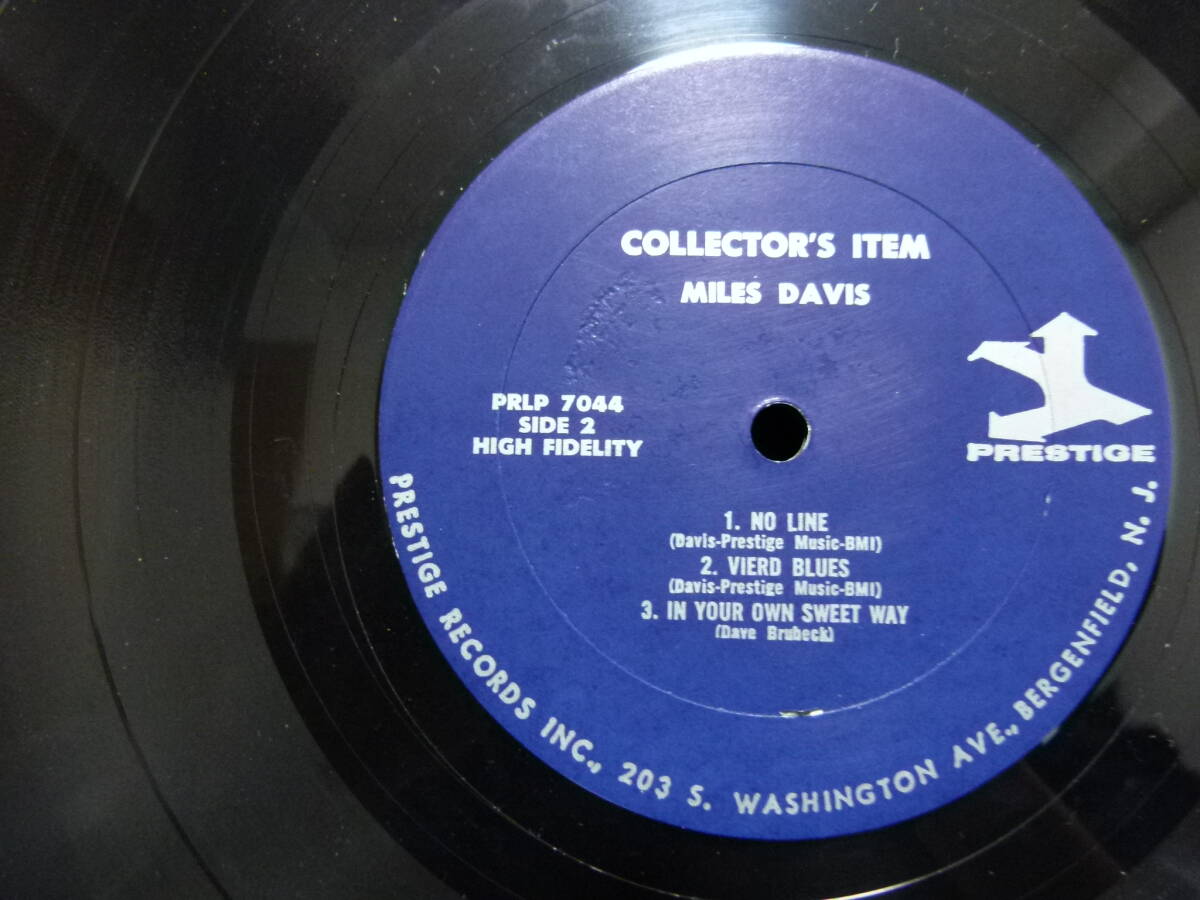 COLLECTOR'S ITEM
MILES DAVIS
PRLP 7044
SIDE 2
HIGH FIDELITY
PRESTIGE
1. NO LINE
(Davis-Prestige Music-BMI)
2. VIERD BLUES
(Davis-Prestige Music-BMI)
3. IN YOUR OWN SWEET WAY
(Dave Brubeck)
PRESTIGE RECORDS INC., 203 S. WASHINGTON AVE., BERGENFIELD, N. J.